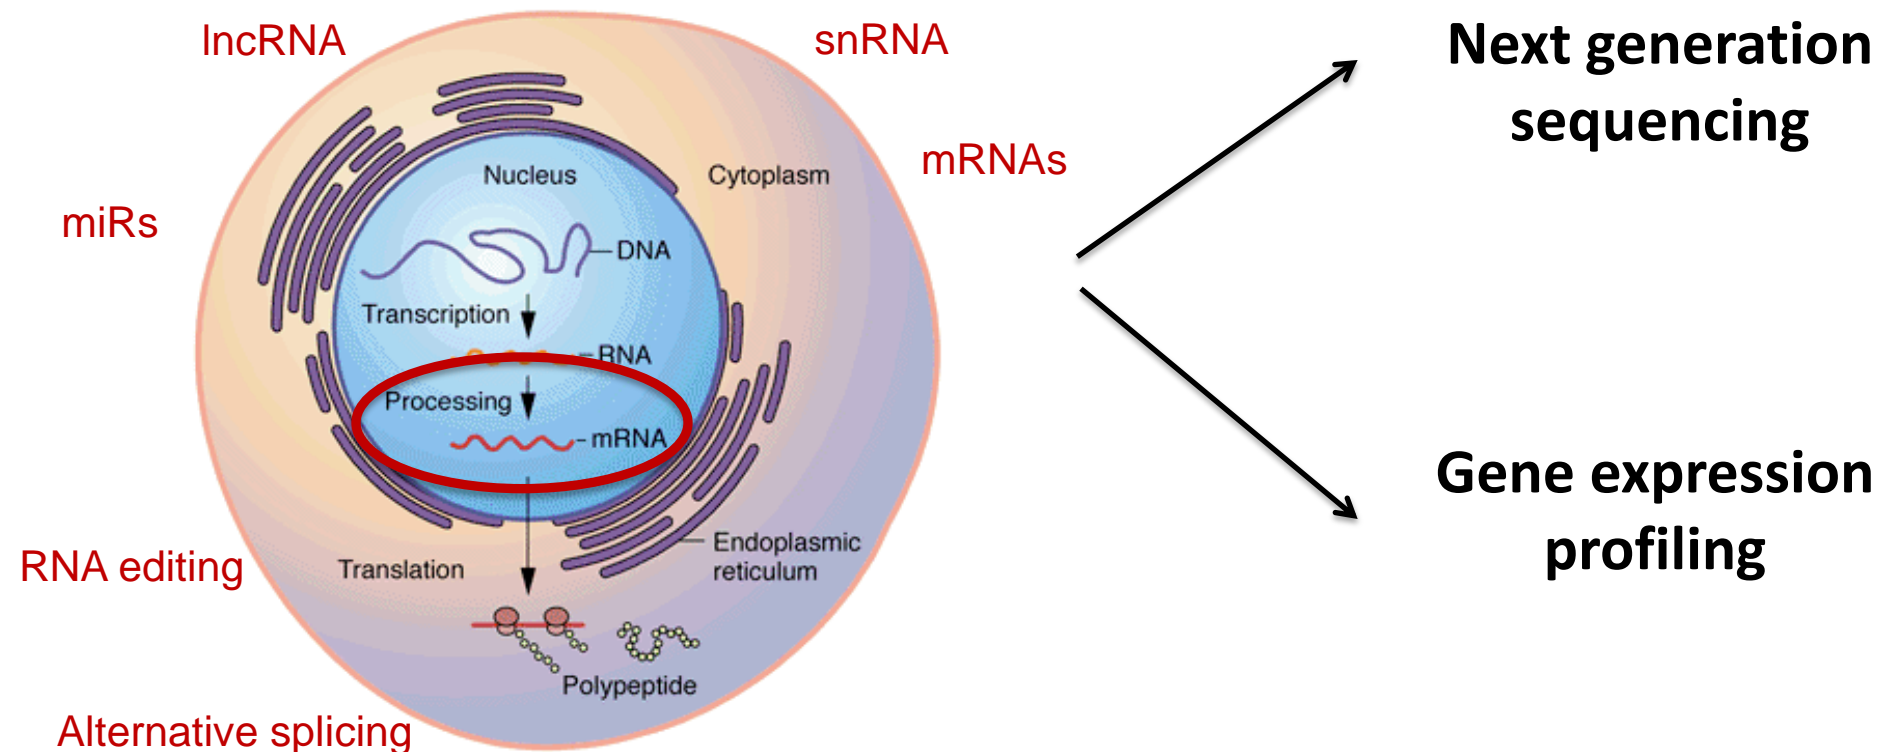 lncRNA
snRNA
Next generation
sequencing
mRNAs
miRs
Nucleus
Cytoplasm
DNA
Transcription
RNA
Processing
mRNA
Endoplasmic
reticulum
Gene expression
profiling
RNA editing
Translation
Polypeptide
Alternative splicing